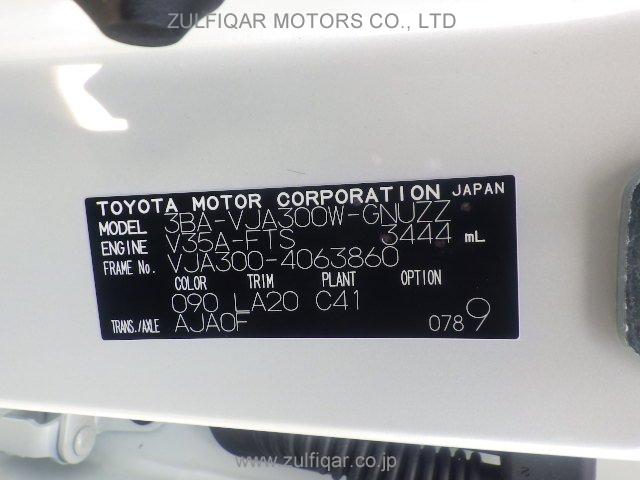 ZULFIQAR MOTORS CO., LTD
TOYOTA MOTOR CORPORATION JAPAN
MODEL 3BA-VJA300W-GNUZZ
ENGINE V35A-FTS 3444 mL
FRAME No. VJA300-4063860
COLOR TRIM PLANT OPTION
090 LA20 C41
TRANS./AXLE AJA0F 0789
www.zulfiqar.co.jp